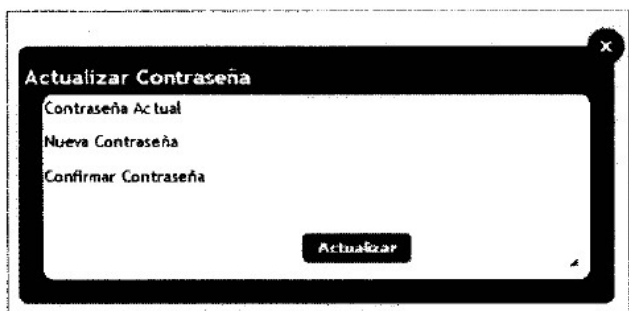 Actualizar Contraseña
Contraseña Actual
Nueva Contraseña
Confirmar Contraseña
Actualizar